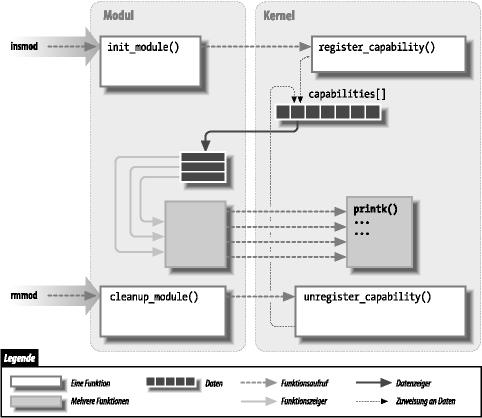 Modul
Kernel
insmod
init_module()
register_capability()
capabilities[]
printk()
...
...
rmmod
cleanup_module()
unregister_capability()
Legende
Eine Funktion
Daten
Funktionsaufruf
Datenzeiger
Mehrere Funktionen
Funktionszeiger
Zuweisung an Daten